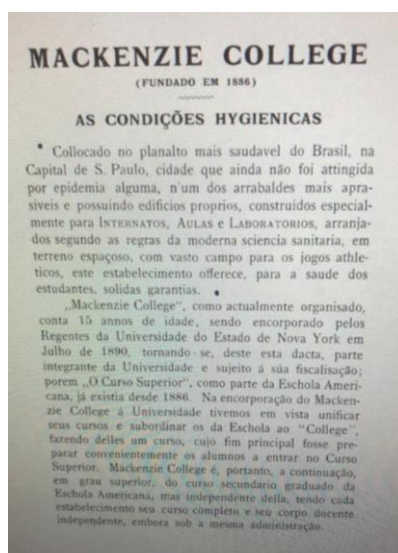 MACKENZIE COLLEGE
(FUNDADO EM 1886)
AS CONDIÇÕES HYGIENICAS
Collocado no planalto mais saudavel do Brasil, na
Capital de S. Paulo, cidade que ainda não foi attingida
por epidemia alguma, n'um dos arrabaldes mais apra-
siveis e possuindo edificios proprios, construidos especial-
mente para INTERNATOS, AULAS e LABORATORIOS, arranja-
dos segundo as regras da moderna sciencia sanitaria, em
terreno espaçoso, com vasto campo para os jogos athle-
ticos, este estabelecimento offerece, para a saude dos
estudantes, solidas garantias.
„Mackenzie College“, como actualmente organisado,
conta 15 annos de idade, sendo encorporado pelos
Regentes da Universidade do Estado de Nova York em
Julho de 1890, tornando-se, deste esta dacta, parte
integrante da Universidade e sujeito á súa fiscalisação;
porem „O Curso Superior“, como parte da Eschola Ameri-
cana, já existia desde 1886. Na encorporação do Macken-
zie College á Universidade tivemos em vista unificar
seus cursos e subordinar os da Eschola ao “College”,
fazendo delles um curso, cujo fim principal fosse pre-
parar convenientemente os alumnos a entrar no Curso
Superior. Mackenzie College é, portanto, a continuação,
em grau superior, do curso secundario graduado da
Eschola Americana, mas independente della, tendo cada
estabelecimento seu curso completo e seu corpo docente
independente, embora sob a mesma administração.